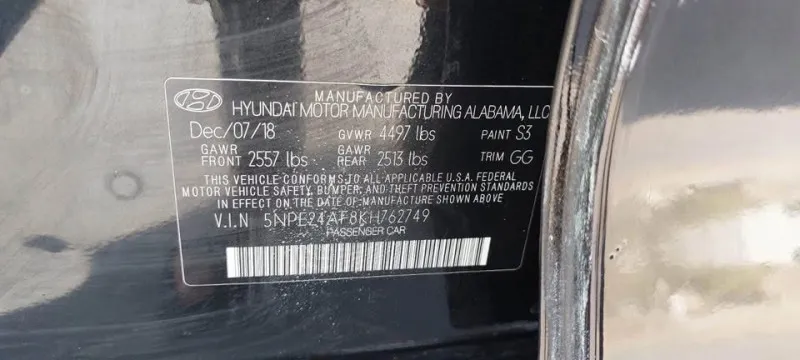 MANUFACTURED BY
HYUNDAI MOTOR MANUFACTURING ALABAMA, LLC
Dec/07/18 GVWR 4497 lbs PAINT S3
GAWR FRONT 2557 lbs GAWR REAR 2513 lbs TRIM GG
THIS VEHICLE CONFORMS TO ALL APPLICABLE U.S.A. FEDERAL
MOTOR VEHICLE SAFETY, BUMPER, AND THEFT PREVENTION STANDARDS
IN EFFECT ON THE DATE OF MANUFACTURE SHOWN ABOVE
V.I.N 5NPE24AF8KH762749
PASSENGER CAR